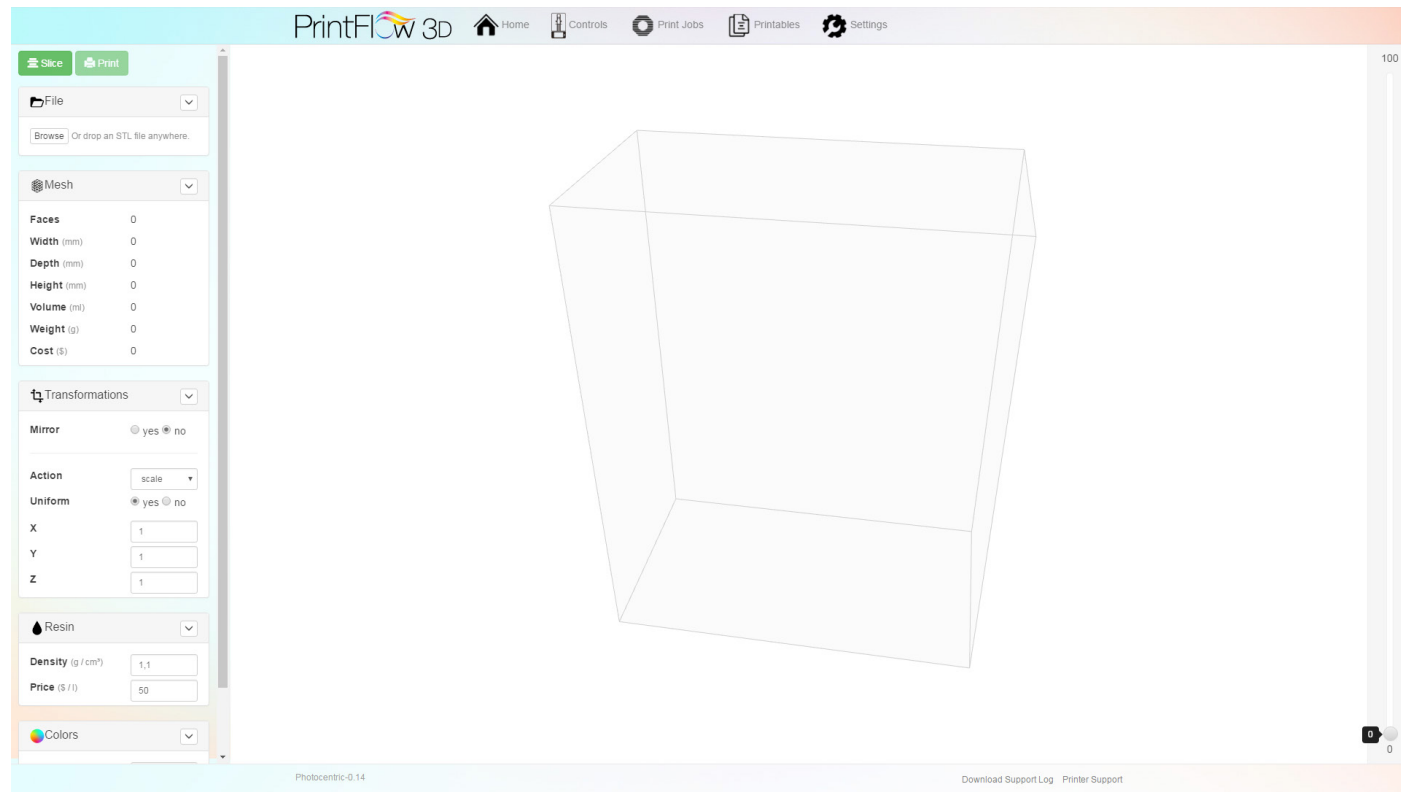 PrintFlow 3D Home Controls Print Jobs Printables Settings
Slice Print
100
File
Browse Or drop an STL file anywhere.
Mesh
Faces 0
Width (mm) 0
Depth (mm) 0
Height (mm) 0
Volume (ml) 0
Weight (g) 0
Cost ($) 0
Transformations
Mirror yes no
Action scale
Uniform yes no
X 1
Y 1
Z 1
Resin
Density (g / cm³) 1,1
Price ($ / l) 50
Colors
0
0
Photocentric-0.14 Download Support Log Printer Support